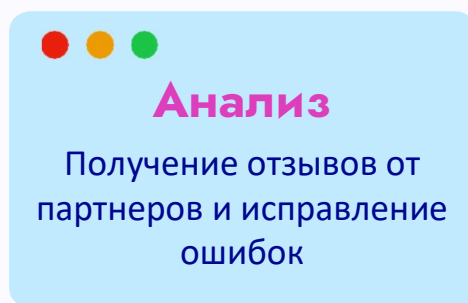 Анализ
Получение отзывов от
партнеров и исправление
ошибок